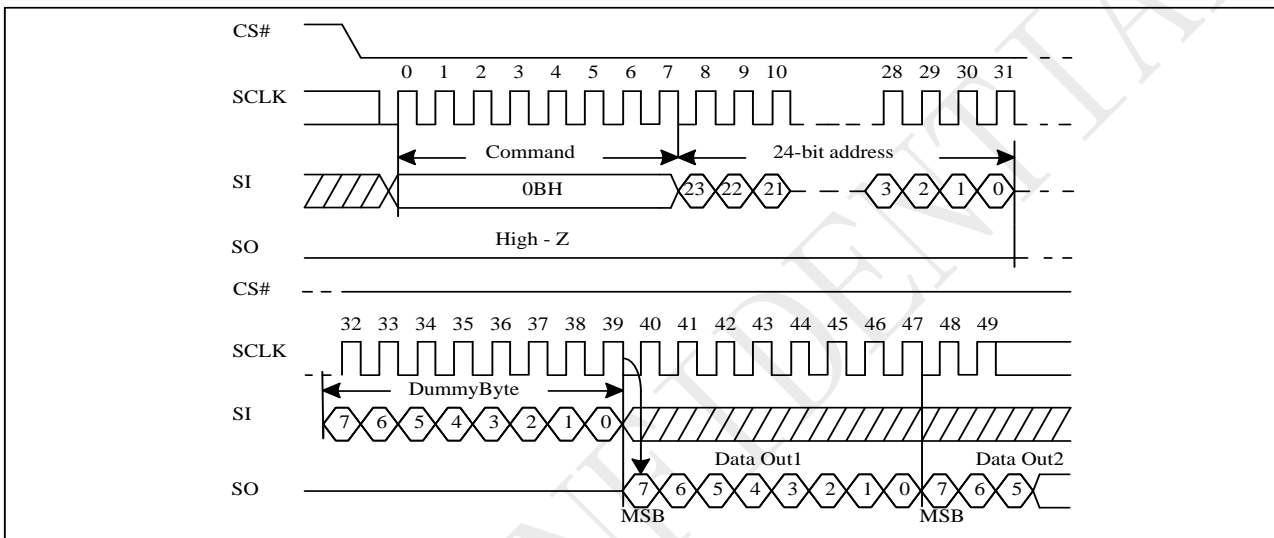 CS#
0 1 2 3 4 5 6 7 8 9 10 28 29 30 31
SCLK
Command 24-bit address
SI 0BH 23 22 21 3 2 1 0
High - Z
SO
CS#
32 33 34 35 36 37 38 39 40 41 42 43 44 45 46 47 48 49
SCLK
DummyByte
SI 7 6 5 4 3 2 1 0
Data Out1 Data Out2
SO 7 6 5 4 3 2 1 0 7 6 5
MSB MSB
NFIDENTIA